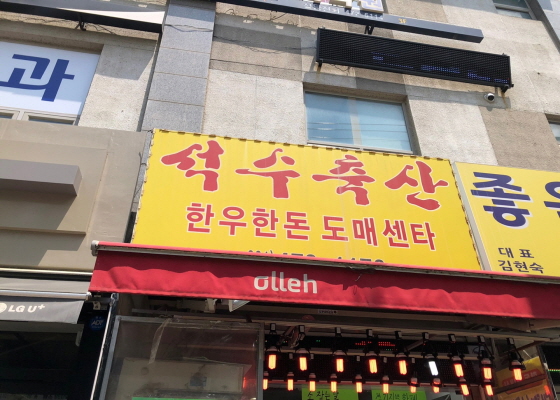 과
석수축산
한우한돈 도매센타
좋
대표
김현숙
olleh
LG U+